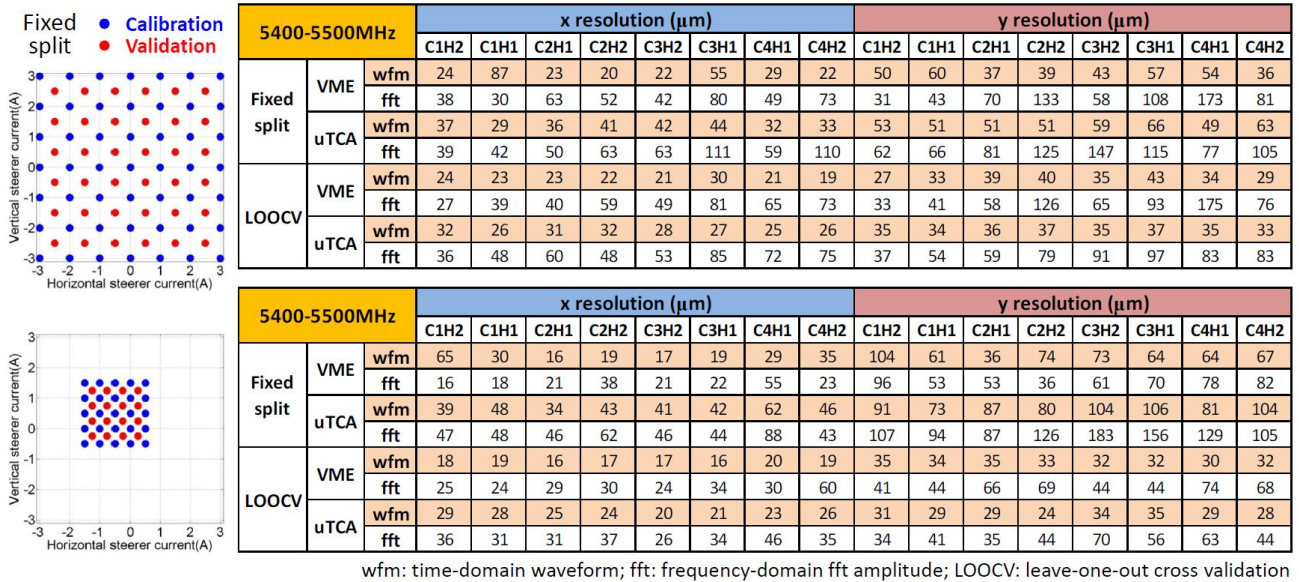 Fixed split
Calibration
Validation
3
2
1
0
-1
-2
-3
Vertical steerer current(A)
-3 -2 -1 0 1 2 3
Horizontal steerer current(A)
5400-5500MHz x resolution (μm) y resolution (μm)
C1H2 C1H1 C2H1 C2H2 C3H2 C3H1 C4H1 C4H2 C1H2 C1H1 C2H1 C2H2 C3H2 C3H1 C4H1 C4H2
Fixed split VME wfm 24 87 23 20 22 55 29 22 50 60 37 39 43 57 54 36
fft 38 30 63 52 42 80 49 73 31 43 70 133 58 108 173 81
uTCA wfm 37 29 36 41 42 44 32 33 53 51 51 51 59 66 49 63
fft 39 42 50 63 63 111 59 110 62 66 81 125 147 115 77 105
LOOCV VME wfm 24 23 23 22 21 30 21 19 27 33 39 40 35 43 34 29
fft 27 39 40 59 49 81 65 73 33 41 58 126 65 93 175 76
uTCA wfm 32 26 31 32 28 27 25 26 35 34 36 37 35 37 35 33
fft 36 48 60 48 53 85 72 75 37 54 59 79 91 97 83 83
3
2
1
0
-1
-2
-3
Vertical steerer current(A)
-3 -2 -1 0 1 2 3
Horizontal steerer current(A)
5400-5500MHz x resolution (μm) y resolution (μm)
C1H2 C1H1 C2H1 C2H2 C3H2 C3H1 C4H1 C4H2 C1H2 C1H1 C2H1 C2H2 C3H2 C3H1 C4H1 C4H2
Fixed split VME wfm 65 30 16 19 17 19 29 35 104 61 36 74 73 64 64 67
fft 16 18 21 38 21 22 55 23 96 53 53 36 61 70 78 82
uTCA wfm 39 48 34 43 41 42 62 46 91 73 87 80 104 106 81 104
fft 47 48 46 62 46 44 88 43 107 94 87 126 183 156 129 105
LOOCV VME wfm 18 19 16 17 17 16 20 19 35 34 35 33 32 32 30 32
fft 25 24 29 30 24 34 30 60 41 44 66 69 44 44 74 68
uTCA wfm 29 28 25 24 20 21 23 26 31 29 29 24 34 35 29 28
fft 36 31 31 37 26 34 46 35 34 41 35 44 70 56 63 44
wfm: time-domain waveform; fft: frequency-domain fft amplitude; LOOCV: leave-one-out cross validation